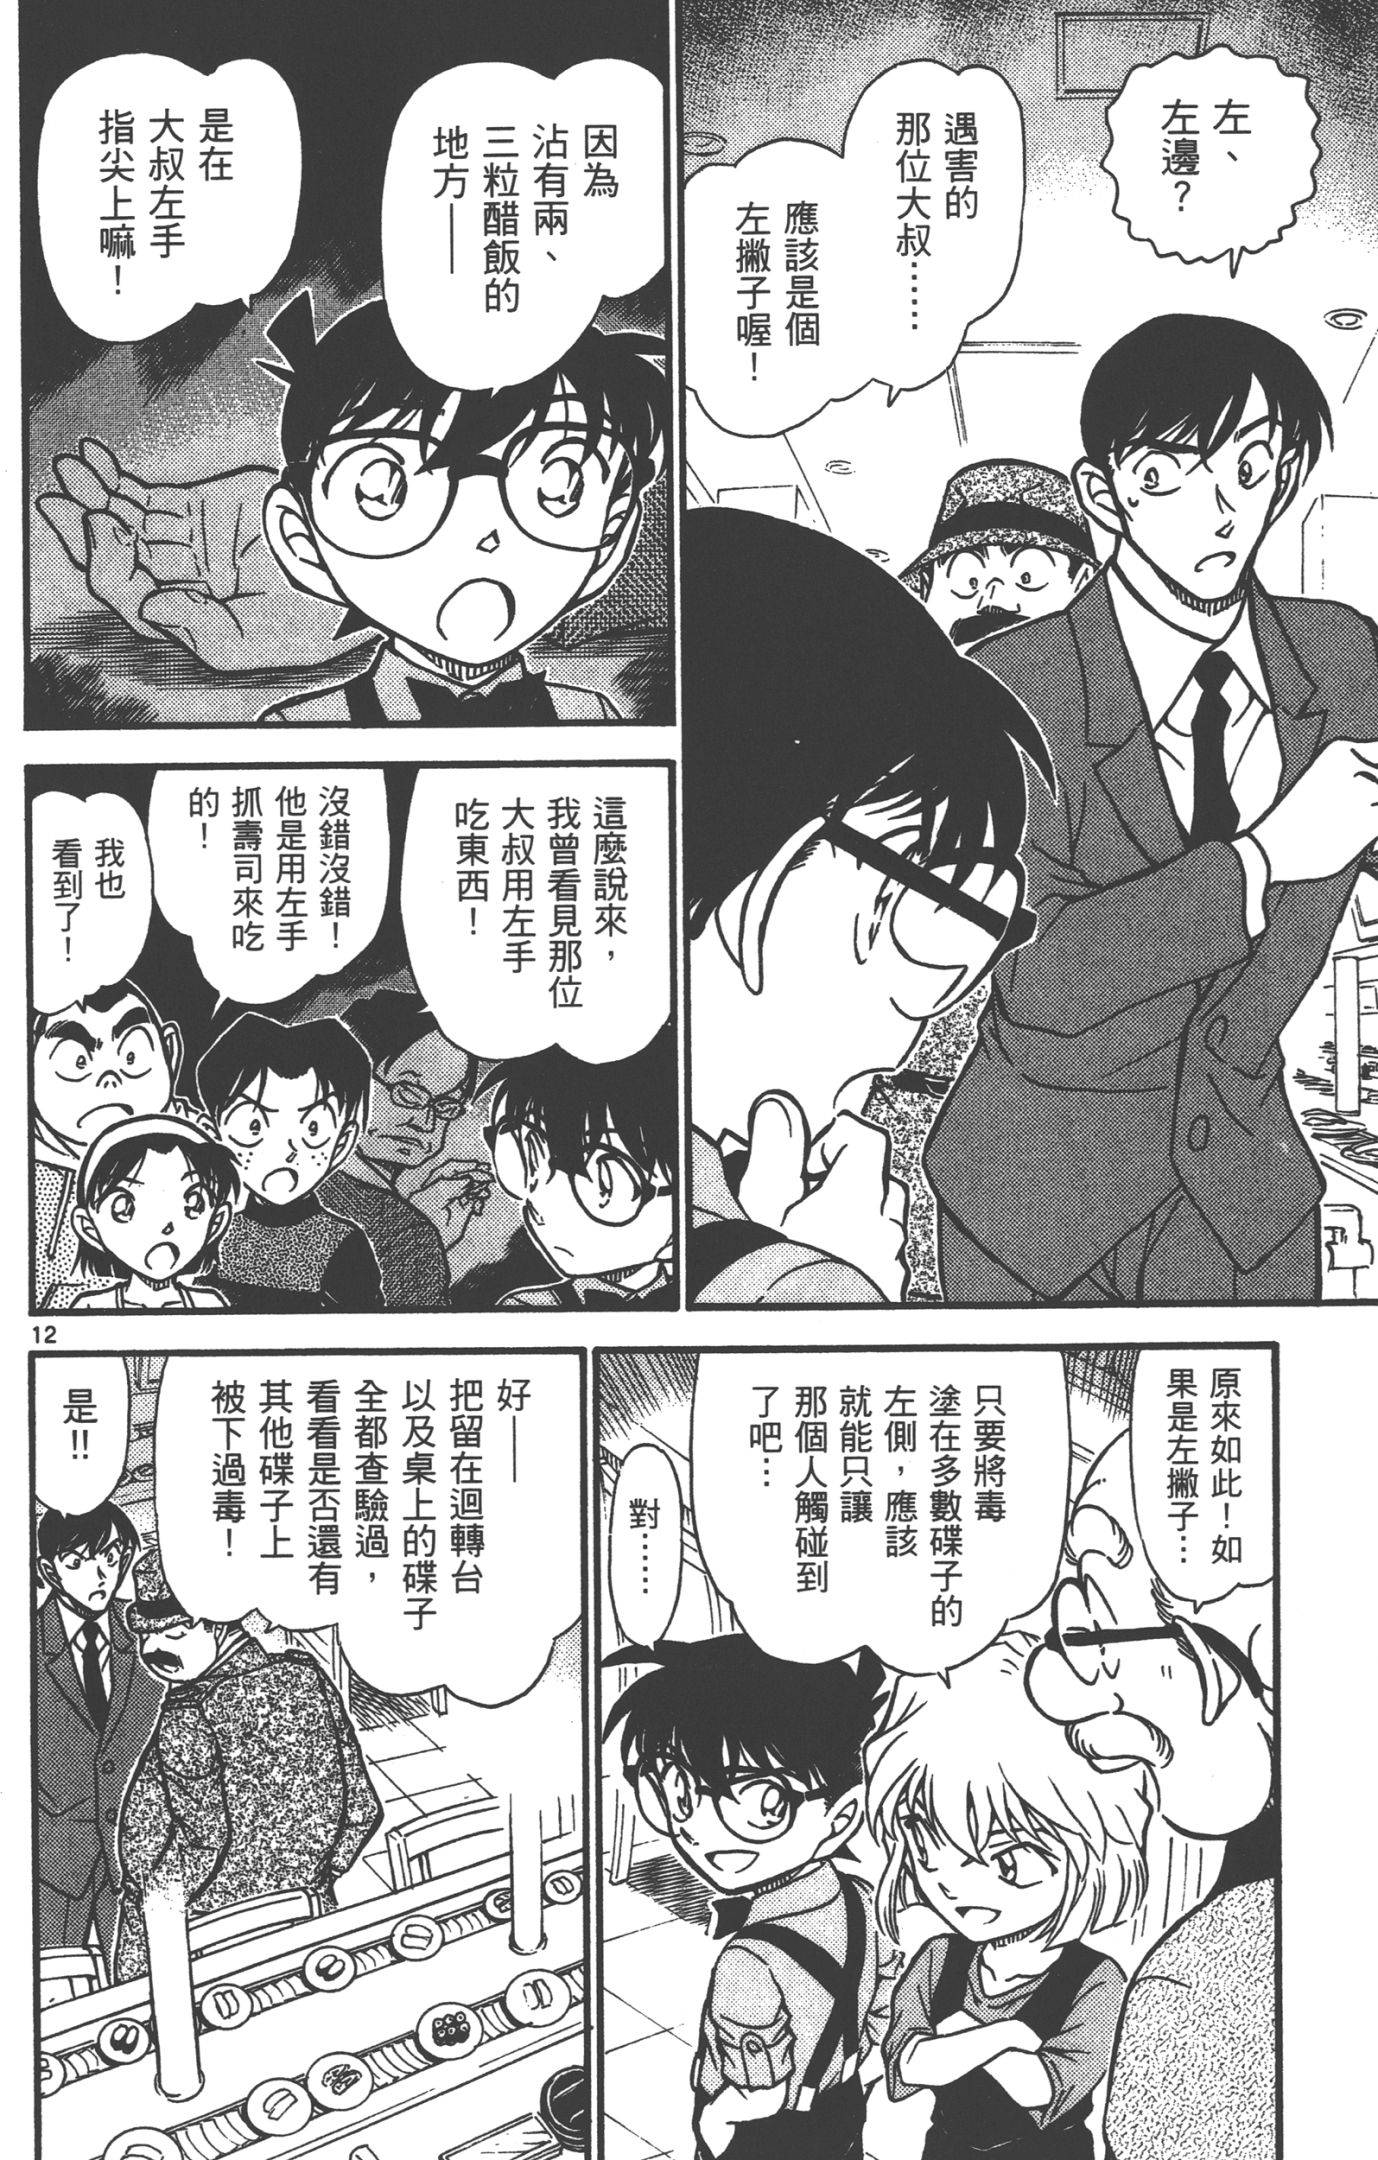 左、
左邊？
遇害的
那位大叔……
應該是個
左撇子喔！
因為
沾有兩、
三粒醋飯的
地方——
是在
大叔左手
指尖上嘛！
這麼說來，
我曾看見那位
大叔用左手
吃東西！
沒錯沒錯！
他是用左手
抓壽司來吃
的！
我也
看到了！
12
原來如此！如
果是左撇子…
只要將毒
塗在多數碟子的
左側，應該
就能只讓
那個人觸碰到
了吧…
對……
好——
把留在迴轉台
以及桌上的碟子
全都查驗過，
看看是否還有
其他碟子上
被下過毒！
是!!